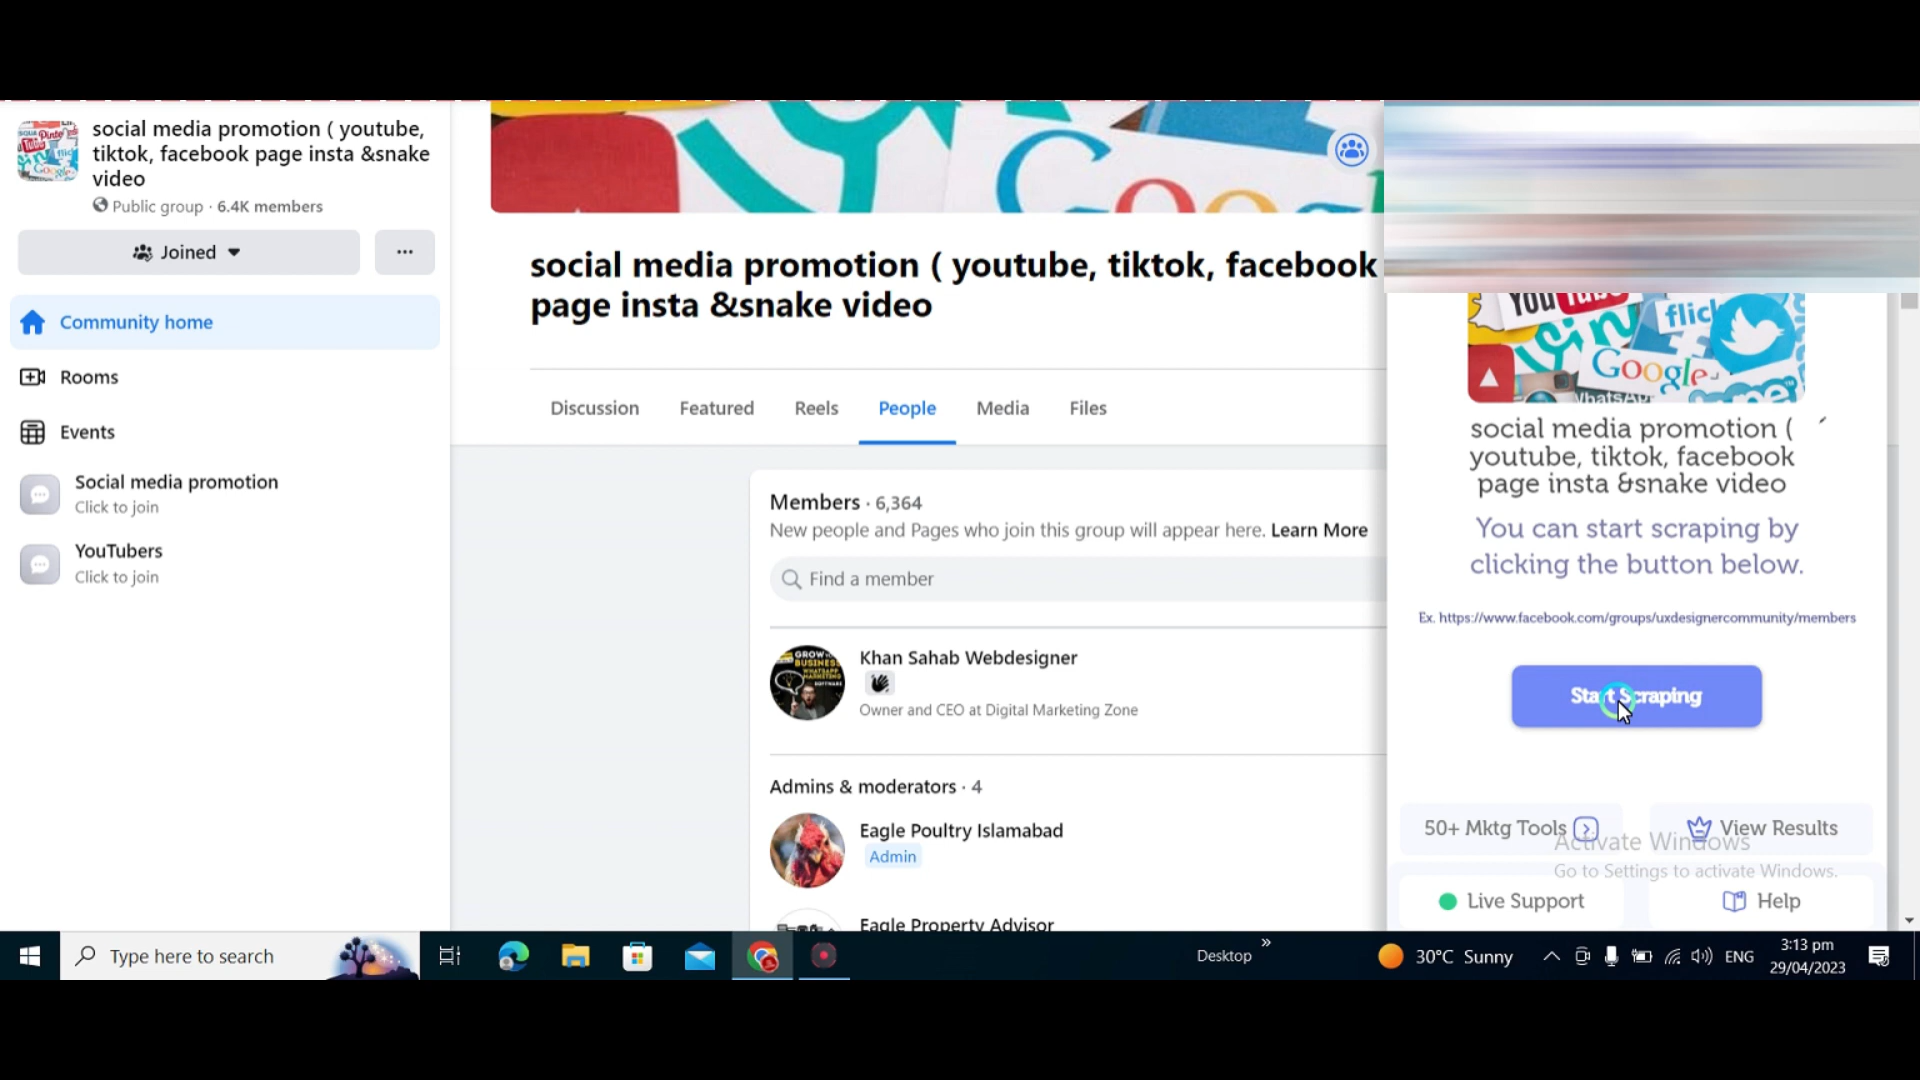 social media promotion ( youtube,
tiktok, facebook page insta &snake
video
Public group · 6.4K members
Joined
Community home
Rooms
Events
Social media promotion
Click to join
YouTubers
Click to join
social media promotion ( youtube, tiktok, facebook
page insta &snake video
Discussion
Featured
Reels
People
Media
Files
Members · 6,364
New people and Pages who join this group will appear here. Learn More
Find a member
Khan Sahab Webdesigner
Owner and CEO at Digital Marketing Zone
Admins & moderators · 4
Eagle Poultry Islamabad
Admin
Eagle Property Advisor
YouTube
flic
Google
WhatsApp
social media promotion (
youtube, tiktok, facebook
page insta &snake video
You can start scraping by
clicking the button below.
Ex. https://www.facebook.com/groups/uxdesignercommunity/members
Start Scraping
50+ Mktg Tools
View Results
Activate Windows
Go to Settings to activate Windows.
Live Support
Help
Type here to search
Desktop
30°C Sunny
ENG
3:13 pm
29/04/2023